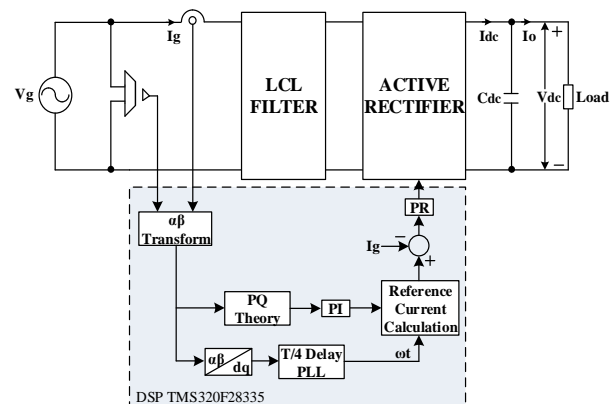 Ig
Idc
Io
Vg
LCL
FILTER
ACTIVE
RECTIFIER
Cdc
+
Vdc
−
Load
αβ
Transform
PR
Ig
−
+
PQ
Theory
PI
Reference
Current
Calculation
αβ
dq
T/4 Delay
PLL
ωt
DSP TMS320F28335